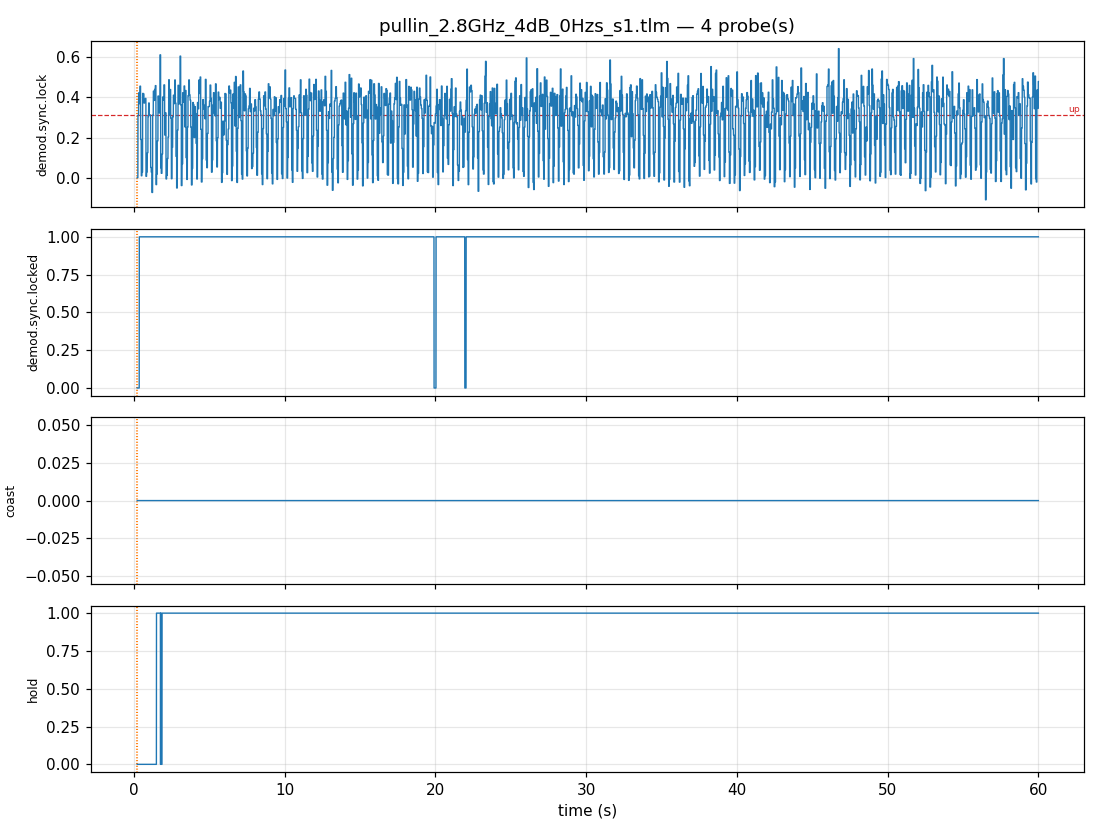 pullin_2.8GHz_4dB_0Hzs_s1.tlm — 4 probe(s)
demod.sync.lock
0.6
0.4
0.2
0.0
up
demod.sync.locked
1.00
0.75
0.50
0.25
0.00
coast
0.050
0.025
0.000
−0.025
−0.050
hold
1.00
0.75
0.50
0.25
0.00
0 10 20 30 40 50 60
time (s)